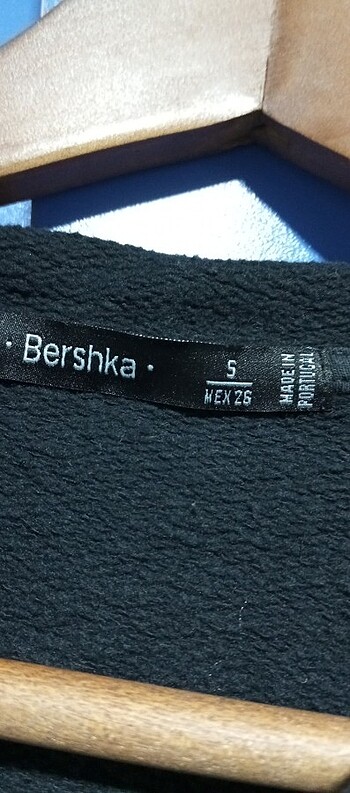 · Bershka ·
S
MEX 26
MADE IN
PORTUGAL